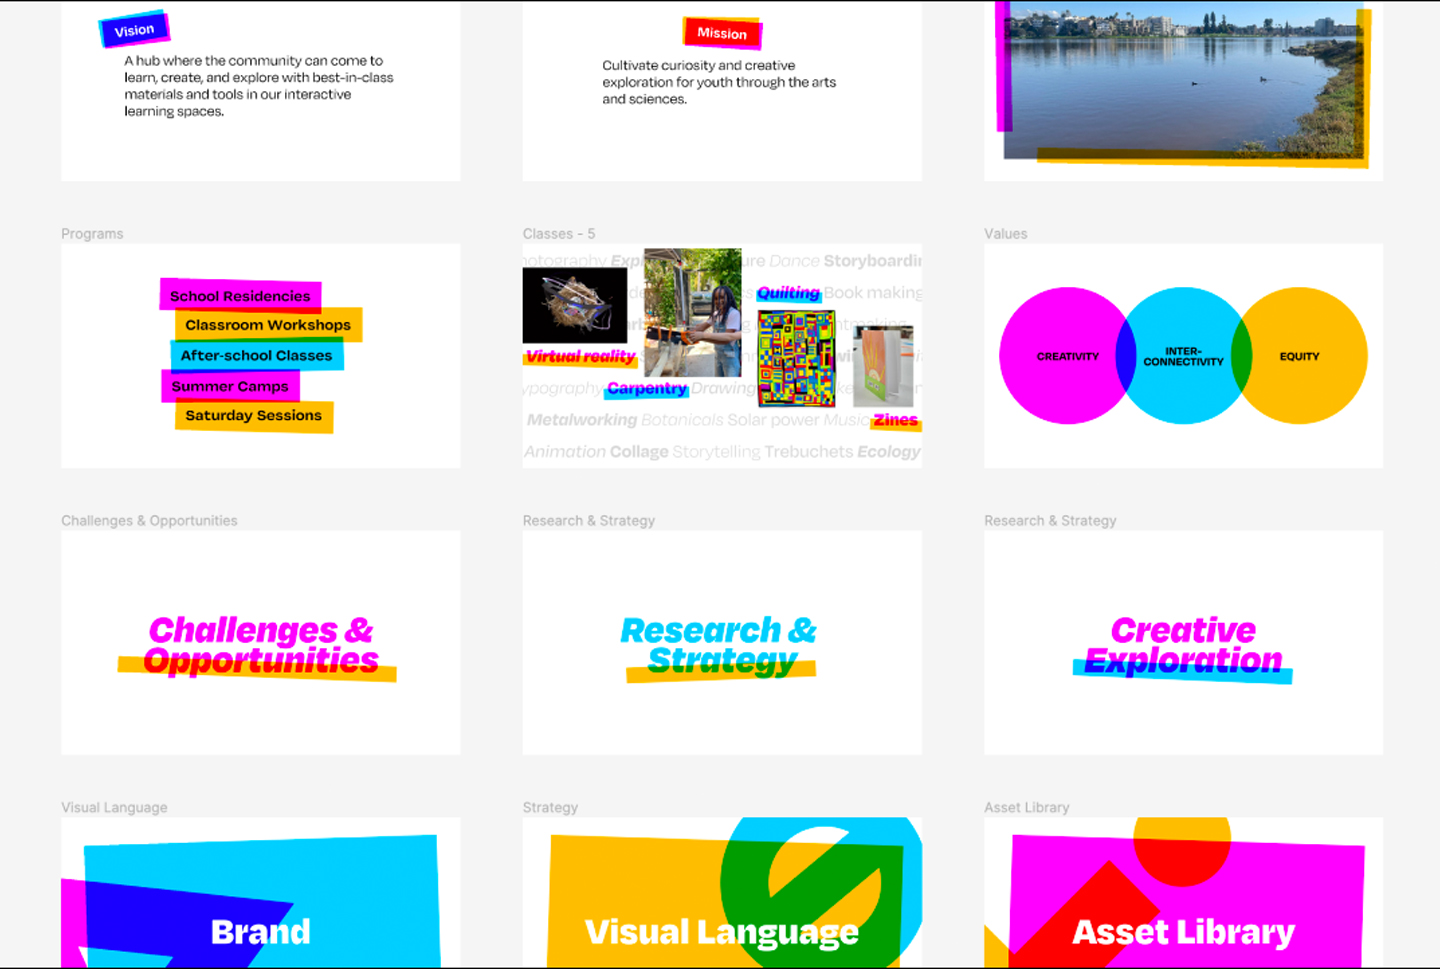 Vision
A hub where the community can come to
learn, create, and explore with best-in-class
materials and tools in our interactive
learning spaces.
Mission
Cultivate curiosity and creative
exploration for youth through the arts
and sciences.
Programs
School Residencies
Classroom Workshops
After-school Classes
Summer Camps
Saturday Sessions
Classes - 5
Dance Storyboardin
Quilting Book making
Virtual reality
Carpentry Drawing
Metalworking Botanicals Solar power Music Zines
Animation Collage Storytelling Trebuchets Ecology
Values
CREATIVITY
INTER-
CONNECTIVITY
EQUITY
Challenges & Opportunities
Challenges &
Opportunities
Research & Strategy
Research &
Strategy
Research & Strategy
Creative
Exploration
Visual Language
Brand
Strategy
Visual Language
Asset Library
Asset Library